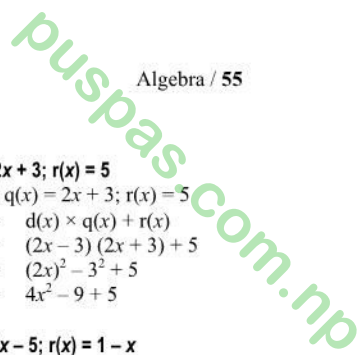 Algebra / 55
x + 3; r(x) = 5
q(x) = 2x + 3; r(x) = 5
d(x) × q(x) + r(x)
(2x – 3) (2x + 3) + 5
(2x)² – 3² + 5
4x² – 9 + 5
x – 5; r(x) = 1 – x
puspas.com.np